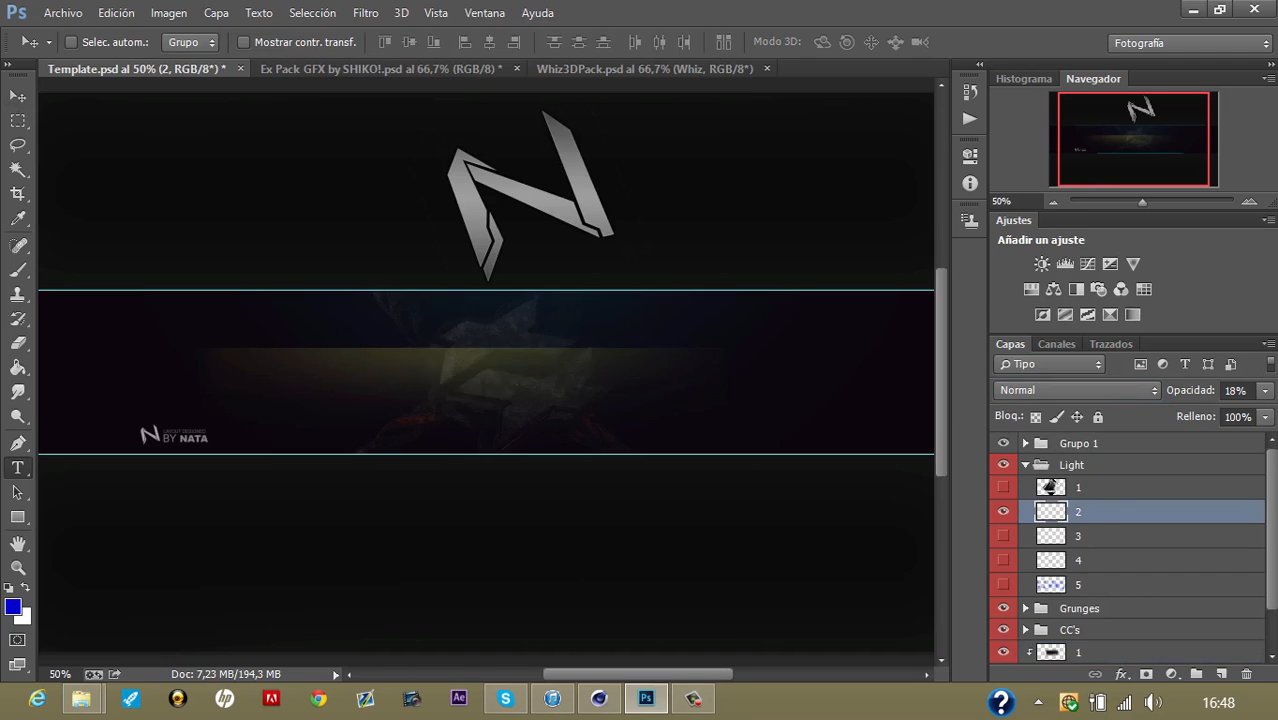 Ps Archivo Edición Imagen Capa Texto Selección Filtro 3D Vista Ventana Ayuda
Selec. autom.: Grupo Mostrar contr. transf. Modo 3D: Fotografía
Template.psd al 50% (2, RGB/8*) * Ex Pack GFX by SHIKO!.psd al 66,7% (RGB/8) * Whiz3DPack.psd al 66,7% (Whiz, RGB/8*)
Histograma Navegador
50%
Ajustes
Añadir un ajuste
Capas Canales Trazados
Tipo
Normal Opacidad: 18%
Bloq.: Relleno: 100%
Grupo 1
Light
1
2
3
4
5
Grunges
CC's
1
LAYOUT DESIGNED
BY NATA
50% Doc: 7,23 MB/194,3 MB
16:48